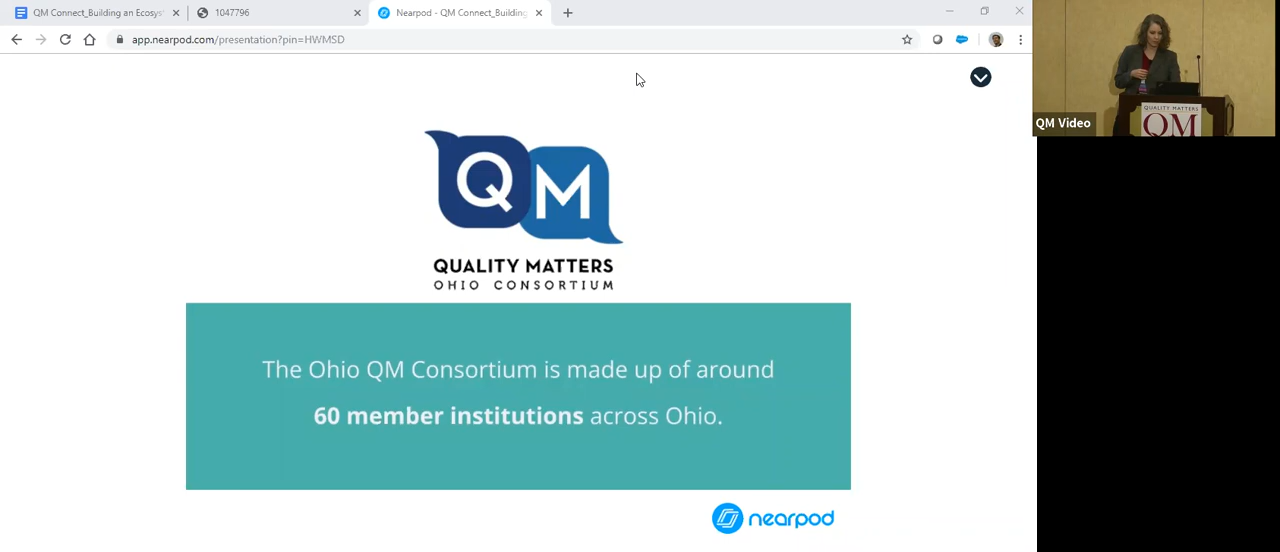 QM Connect_Building an Ecosys
1047796
Nearpod - QM Connect_Building
app.nearpod.com/presentation?pin=HWMSD
QUALITY MATTERS
QM
QM Video
QM
QUALITY MATTERS
OHIO CONSORTIUM
The Ohio QM Consortium is made up of around
60 member institutions across Ohio.
nearpod